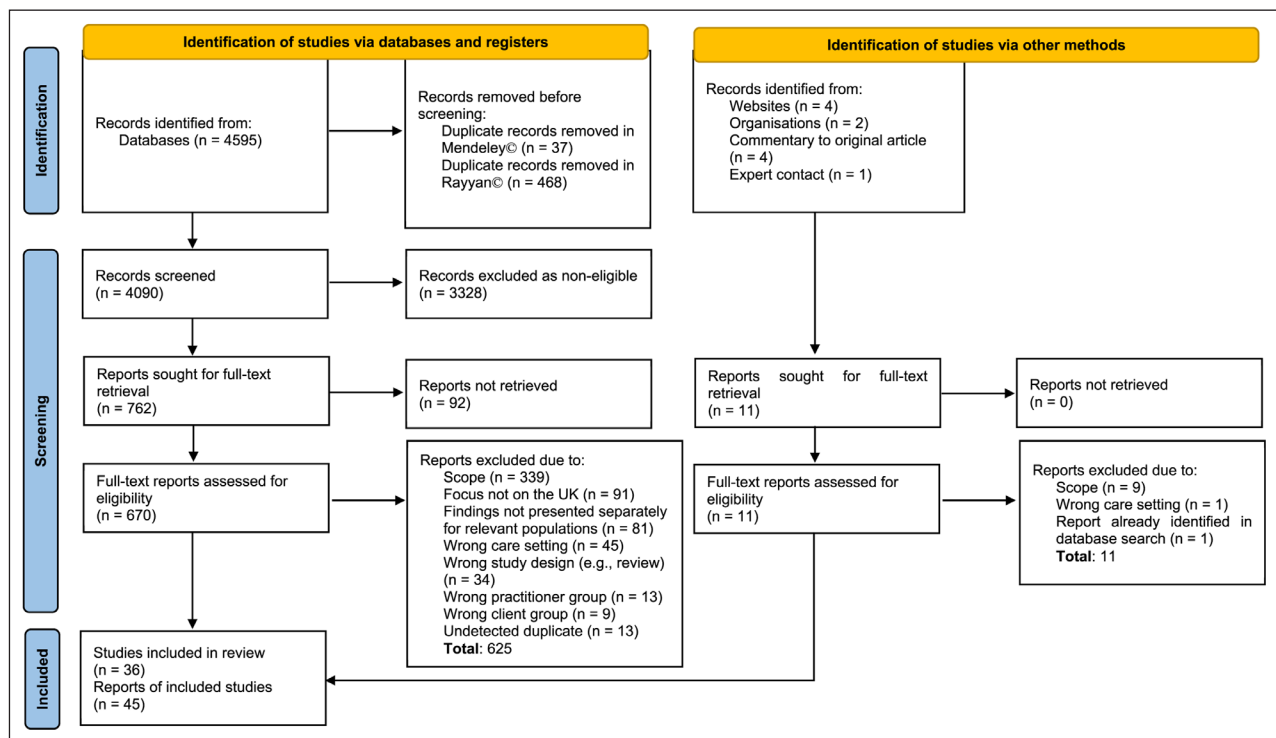 Identification of studies via databases and registers
Identification of studies via other methods
Identification
Records identified from:
Databases (n = 4595)
Records removed before
screening:
Duplicate records removed in
Mendeley© (n = 37)
Duplicate records removed in
Rayyan© (n = 468)
Records identified from:
Websites (n = 4)
Organisations (n = 2)
Commentary to original article
(n = 4)
Expert contact (n = 1)
Screening
Records screened
(n = 4090)
Records excluded as non-eligible
(n = 3328)
Reports sought for full-text
retrieval
(n = 762)
Reports not retrieved
(n = 92)
Reports sought for full-text
retrieval
(n = 11)
Reports not retrieved
(n = 0)
Full-text reports assessed for
eligibility
(n = 670)
Reports excluded due to:
Scope (n = 339)
Focus not on the UK (n = 91)
Findings not presented separately
for relevant populations (n = 81)
Wrong care setting (n = 45)
Wrong study design (e.g., review)
(n = 34)
Wrong practitioner group (n = 13)
Wrong client group (n = 9)
Undetected duplicate (n = 13)
Total: 625
Full-text reports assessed for
eligibility
(n = 11)
Reports excluded due to:
Scope (n = 9)
Wrong care setting (n = 1)
Report already identified in
database search (n = 1)
Total: 11
Included
Studies included in review
(n = 36)
Reports of included studies
(n = 45)